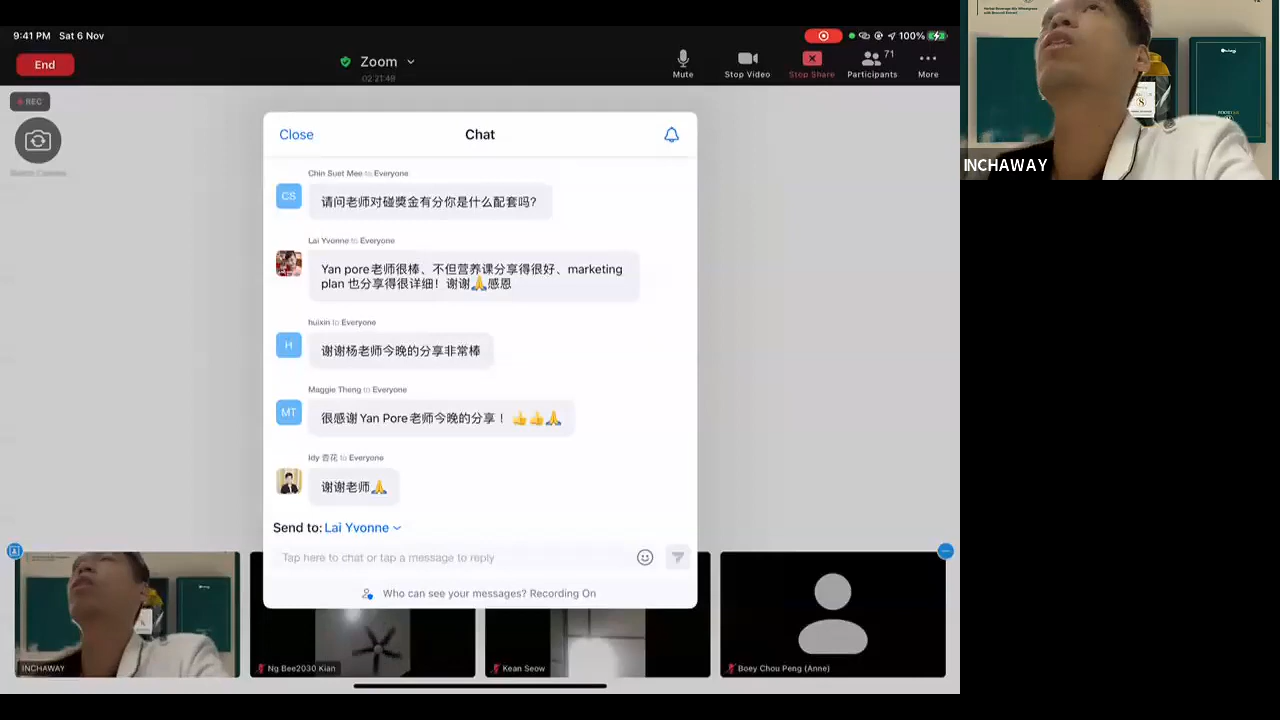 9:41 PM Sat 6 Nov
100%
End
Zoom
02:21:48
Mute
Stop Video
Stop Share
71
Participants
More
REC
Close
Chat
Chin Suet Mee to Everyone
CS
请问老师对碰獎金有分你是什么配套吗?
Lai Yvonne to Everyone
Yan pore老师很棒、不但营养课分享得很好、marketing
plan 也分享得很详细！谢谢🙏感恩
huixin to Everyone
H
谢谢杨老师今晚的分享非常棒
Maggie Theng to Everyone
MT
很感谢 Yan Pore 老师今晚的分享！ 👍👍🙏
Idy 杏花 to Everyone
谢谢老师🙏
Send to: Lai Yvonne
Tap here to chat or tap a message to reply
Who can see your messages? Recording On
INCHAWAY
Ng Bee2030 Kian
Kean Seow
Boey Chou Peng (Anne)
INCHAWAY